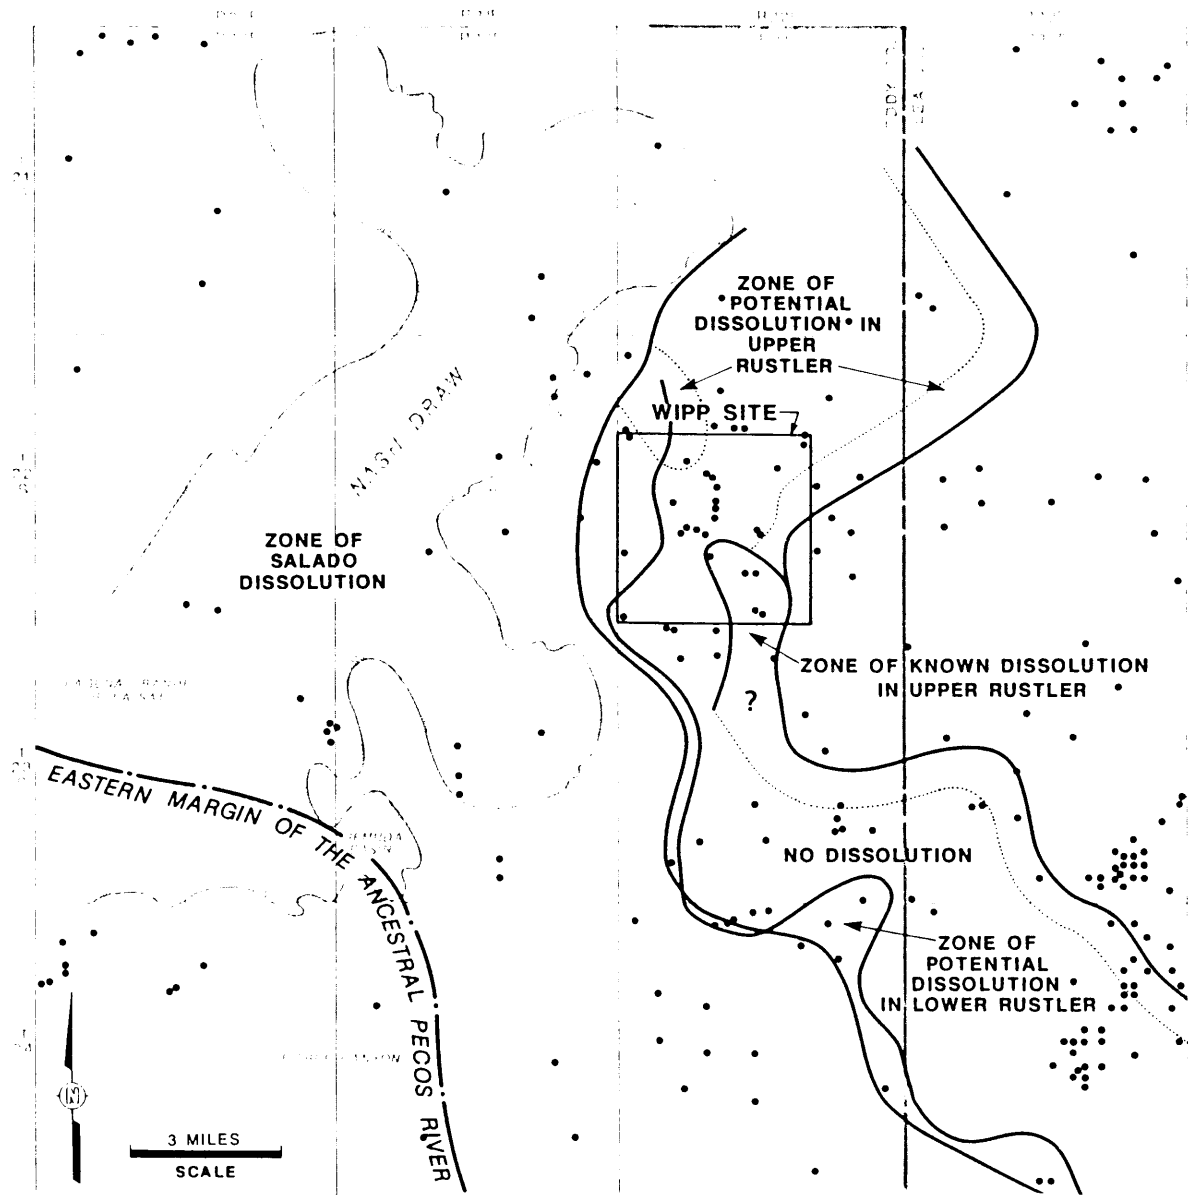 ZONE OF
POTENTIAL
DISSOLUTION IN
UPPER
RUSTLER
WIPP SITE
NASH DRAW
ZONE OF
SALADO
DISSOLUTION
ZONE OF KNOWN DISSOLUTION
IN UPPER RUSTLER
?
EASTERN MARGIN OF THE ANCESTRAL PECOS RIVER
NO DISSOLUTION
ZONE OF
POTENTIAL
DISSOLUTION
IN LOWER RUSTLER
N
3 MILES
SCALE